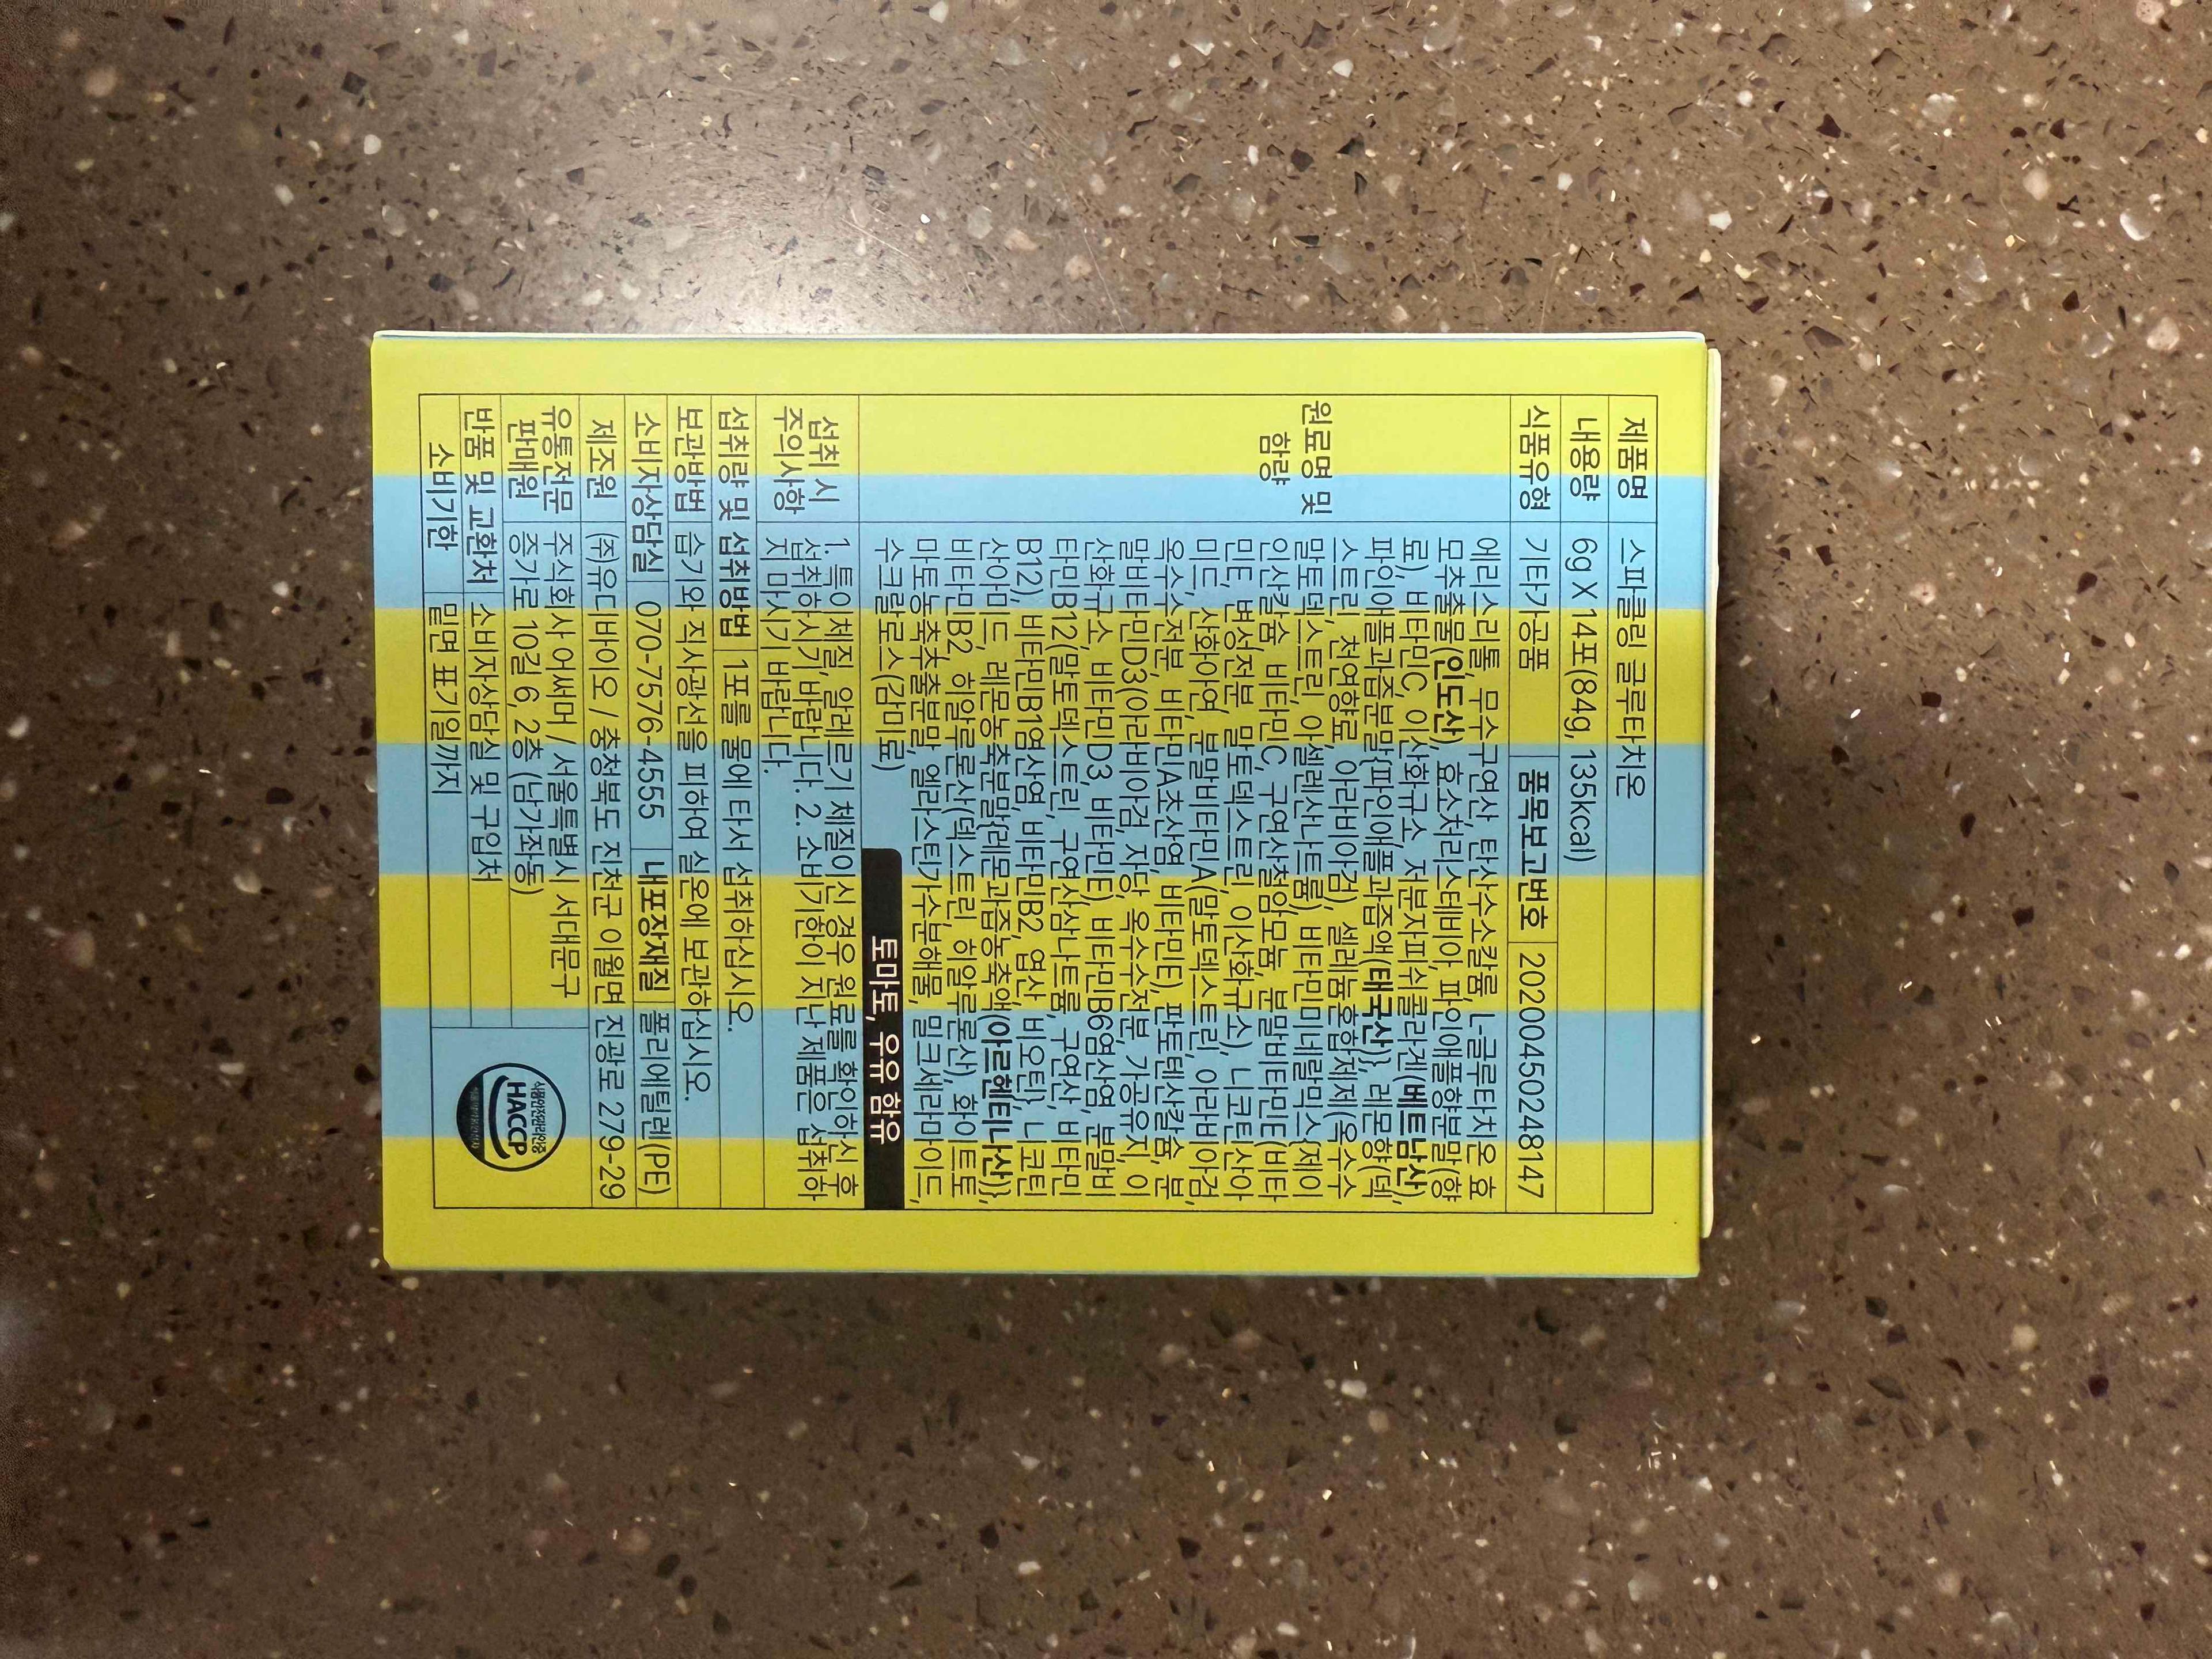 제품명 스파클링 글루타치온
내용량 6g X 14포(84g, 135kcal)
식품유형 기타가공품 품목보고번호 20200450248147
원료명 및
함량
에리스리톨, 무수구연산, 탄산수소칼륨, L-글루타치온 효
모추출물(인도산), 효소처리스테비아, 파인애플향분말(향
료), 비타민C, 이산화규소, 저분자피쉬콜라겐(베트남산),
파인애플과즙분말{파인애플과즙액(태국산)}, 레몬향(덱
스트린, 천연향료, 아라비아검), 셀레늄혼합제제(옥수수
말토덱스트린, 아셀렌산나트륨), 비타민미네랄믹스{제이
인산칼슘, 비타민C, 구연산철암모늄, 분말비타민E(비타
민E, 변성전분, 말토덱스트린, 이산화규소), 니코틴산아
미드, 산화아연, 분말비타민A(말토덱스트린, 아라비아검,
옥수수전분, 비타민A초산염, 비타민E), 판토텐산칼슘, 분
말비타민D3(아라비아검, 자당, 옥수수전분, 가공유지, 이
산화규소, 비타민D3, 비타민E), 비타민B6염산염, 분말비
타민B12(말토덱스트린, 구연산삼나트륨, 구연산, 비타민
B12), 비타민B1염산염, 비타민B2, 엽산, 비오틴}, 니코틴
산아미드, 레몬농축분말{레몬과즙농축액(아르헨티나산)},
비타민B2, 히알루론산(덱스트린, 히알루론산), 화이트토
마토농축추출분말, 엘라스틴가수분해물, 밀크세라마이드,
수크랄로스(감미료)
토마토, 우유 함유
섭취 시
주의사항
1. 특이체질, 알레르기 체질이신 경우 원료를 확인하신 후
섭취하시기 바랍니다. 2. 소비기한이 지난 제품은 섭취하
지 마시기 바랍니다.
섭취량 및 섭취방법 1포를 물에 타서 섭취하십시오.
보관방법 습기와 직사광선을 피하여 실온에 보관하십시오.
소비자상담실 070-7576-4555 내포장재질 폴리에틸렌(PE)
제조원 (주)유디바이오 / 충청북도 진천군 이월면 진광로 279-29
유통전문
판매원
주식회사 어써머 / 서울특별시 서대문구
증가로 10길 6, 2층 (남가좌동)
반품 및 교환처 소비자상담실 및 구입처
소비기한 밑면 표기일까지
식품안전관리인증
HACCP